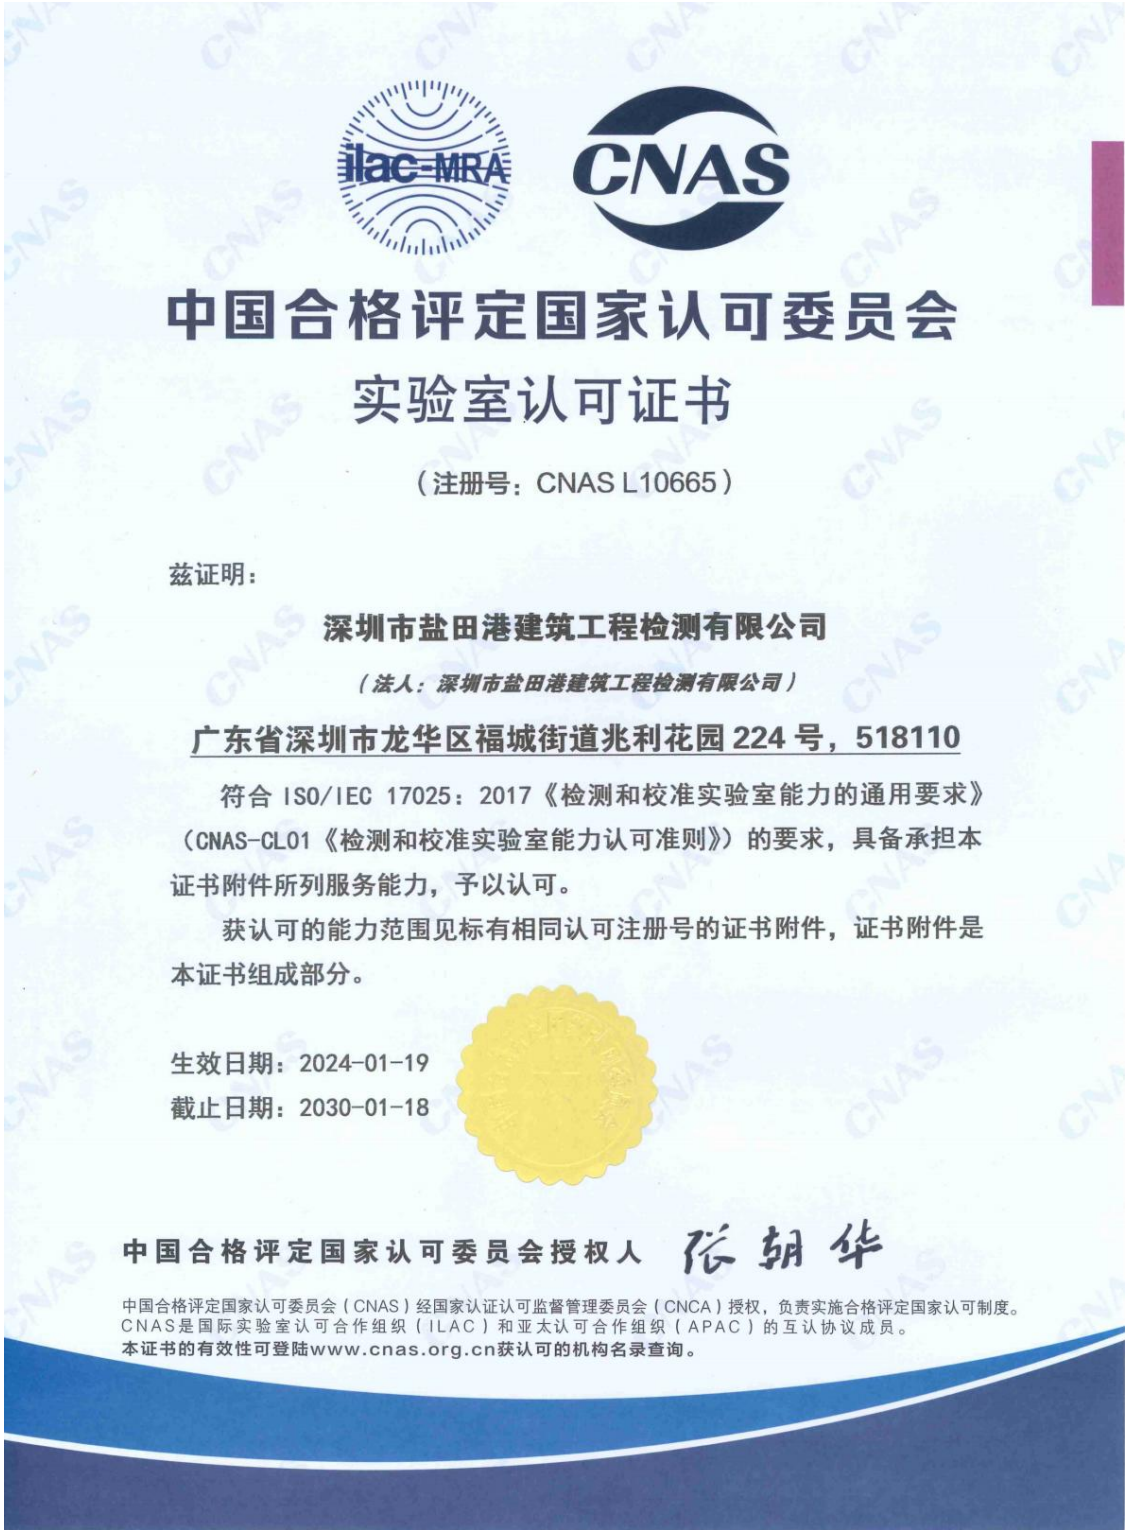 ilac-MRA
CNAS
中国合格评定国家认可委员会
实验室认可证书
（注册号：CNAS L10665）
兹证明：
深圳市盐田港建筑工程检测有限公司
（法人：深圳市盐田港建筑工程检测有限公司）
广东省深圳市龙华区福城街道兆利花园 224 号，518110
符合 ISO/IEC 17025：2017《检测和校准实验室能力的通用要求》
（CNAS-CL01《检测和校准实验室能力认可准则》）的要求，具备承担本
证书附件所列服务能力，予以认可。
获认可的能力范围见标有相同认可注册号的证书附件，证书附件是
本证书组成部分。
生效日期：2024-01-19
截止日期：2030-01-18
中国合格评定国家认可委员会授权人 张朝华
中国合格评定国家认可委员会（CNAS）经国家认证认可监督管理委员会（CNCA）授权，负责实施合格评定国家认可制度。
CNAS是国际实验室认可合作组织（ILAC）和亚太认可合作组织（APAC）的互认协议成员。
本证书的有效性可登陆www.cnas.org.cn获认可的机构名录查询。